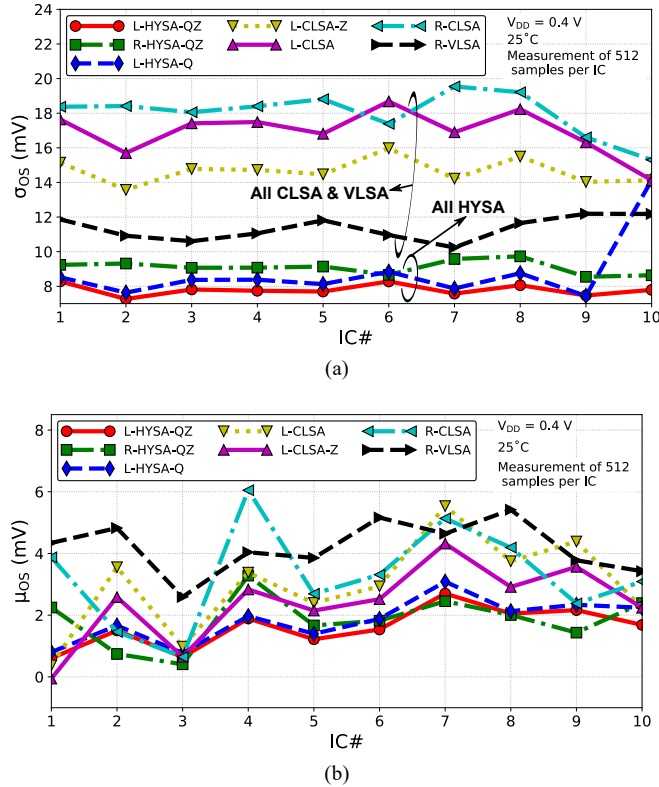 24
22
20
18
16
14
12
10
8
σOS (mV)
L-HYSA-QZ
R-HYSA-QZ
L-HYSA-Q
L-CLSA-Z
L-CLSA
R-CLSA
R-VLSA
VDD = 0.4 V
25°C
Measurement of 512
samples per IC
All CLSA & VLSA
All HYSA
1 2 3 4 5 6 7 8 9 10
IC#
(a)
8
6
4
2
0
μOS (mV)
L-HYSA-QZ
R-HYSA-QZ
L-HYSA-Q
L-CLSA
L-CLSA-Z
R-CLSA
R-VLSA
VDD = 0.4 V
25°C
Measurement of 512
samples per IC
1 2 3 4 5 6 7 8 9 10
IC#
(b)